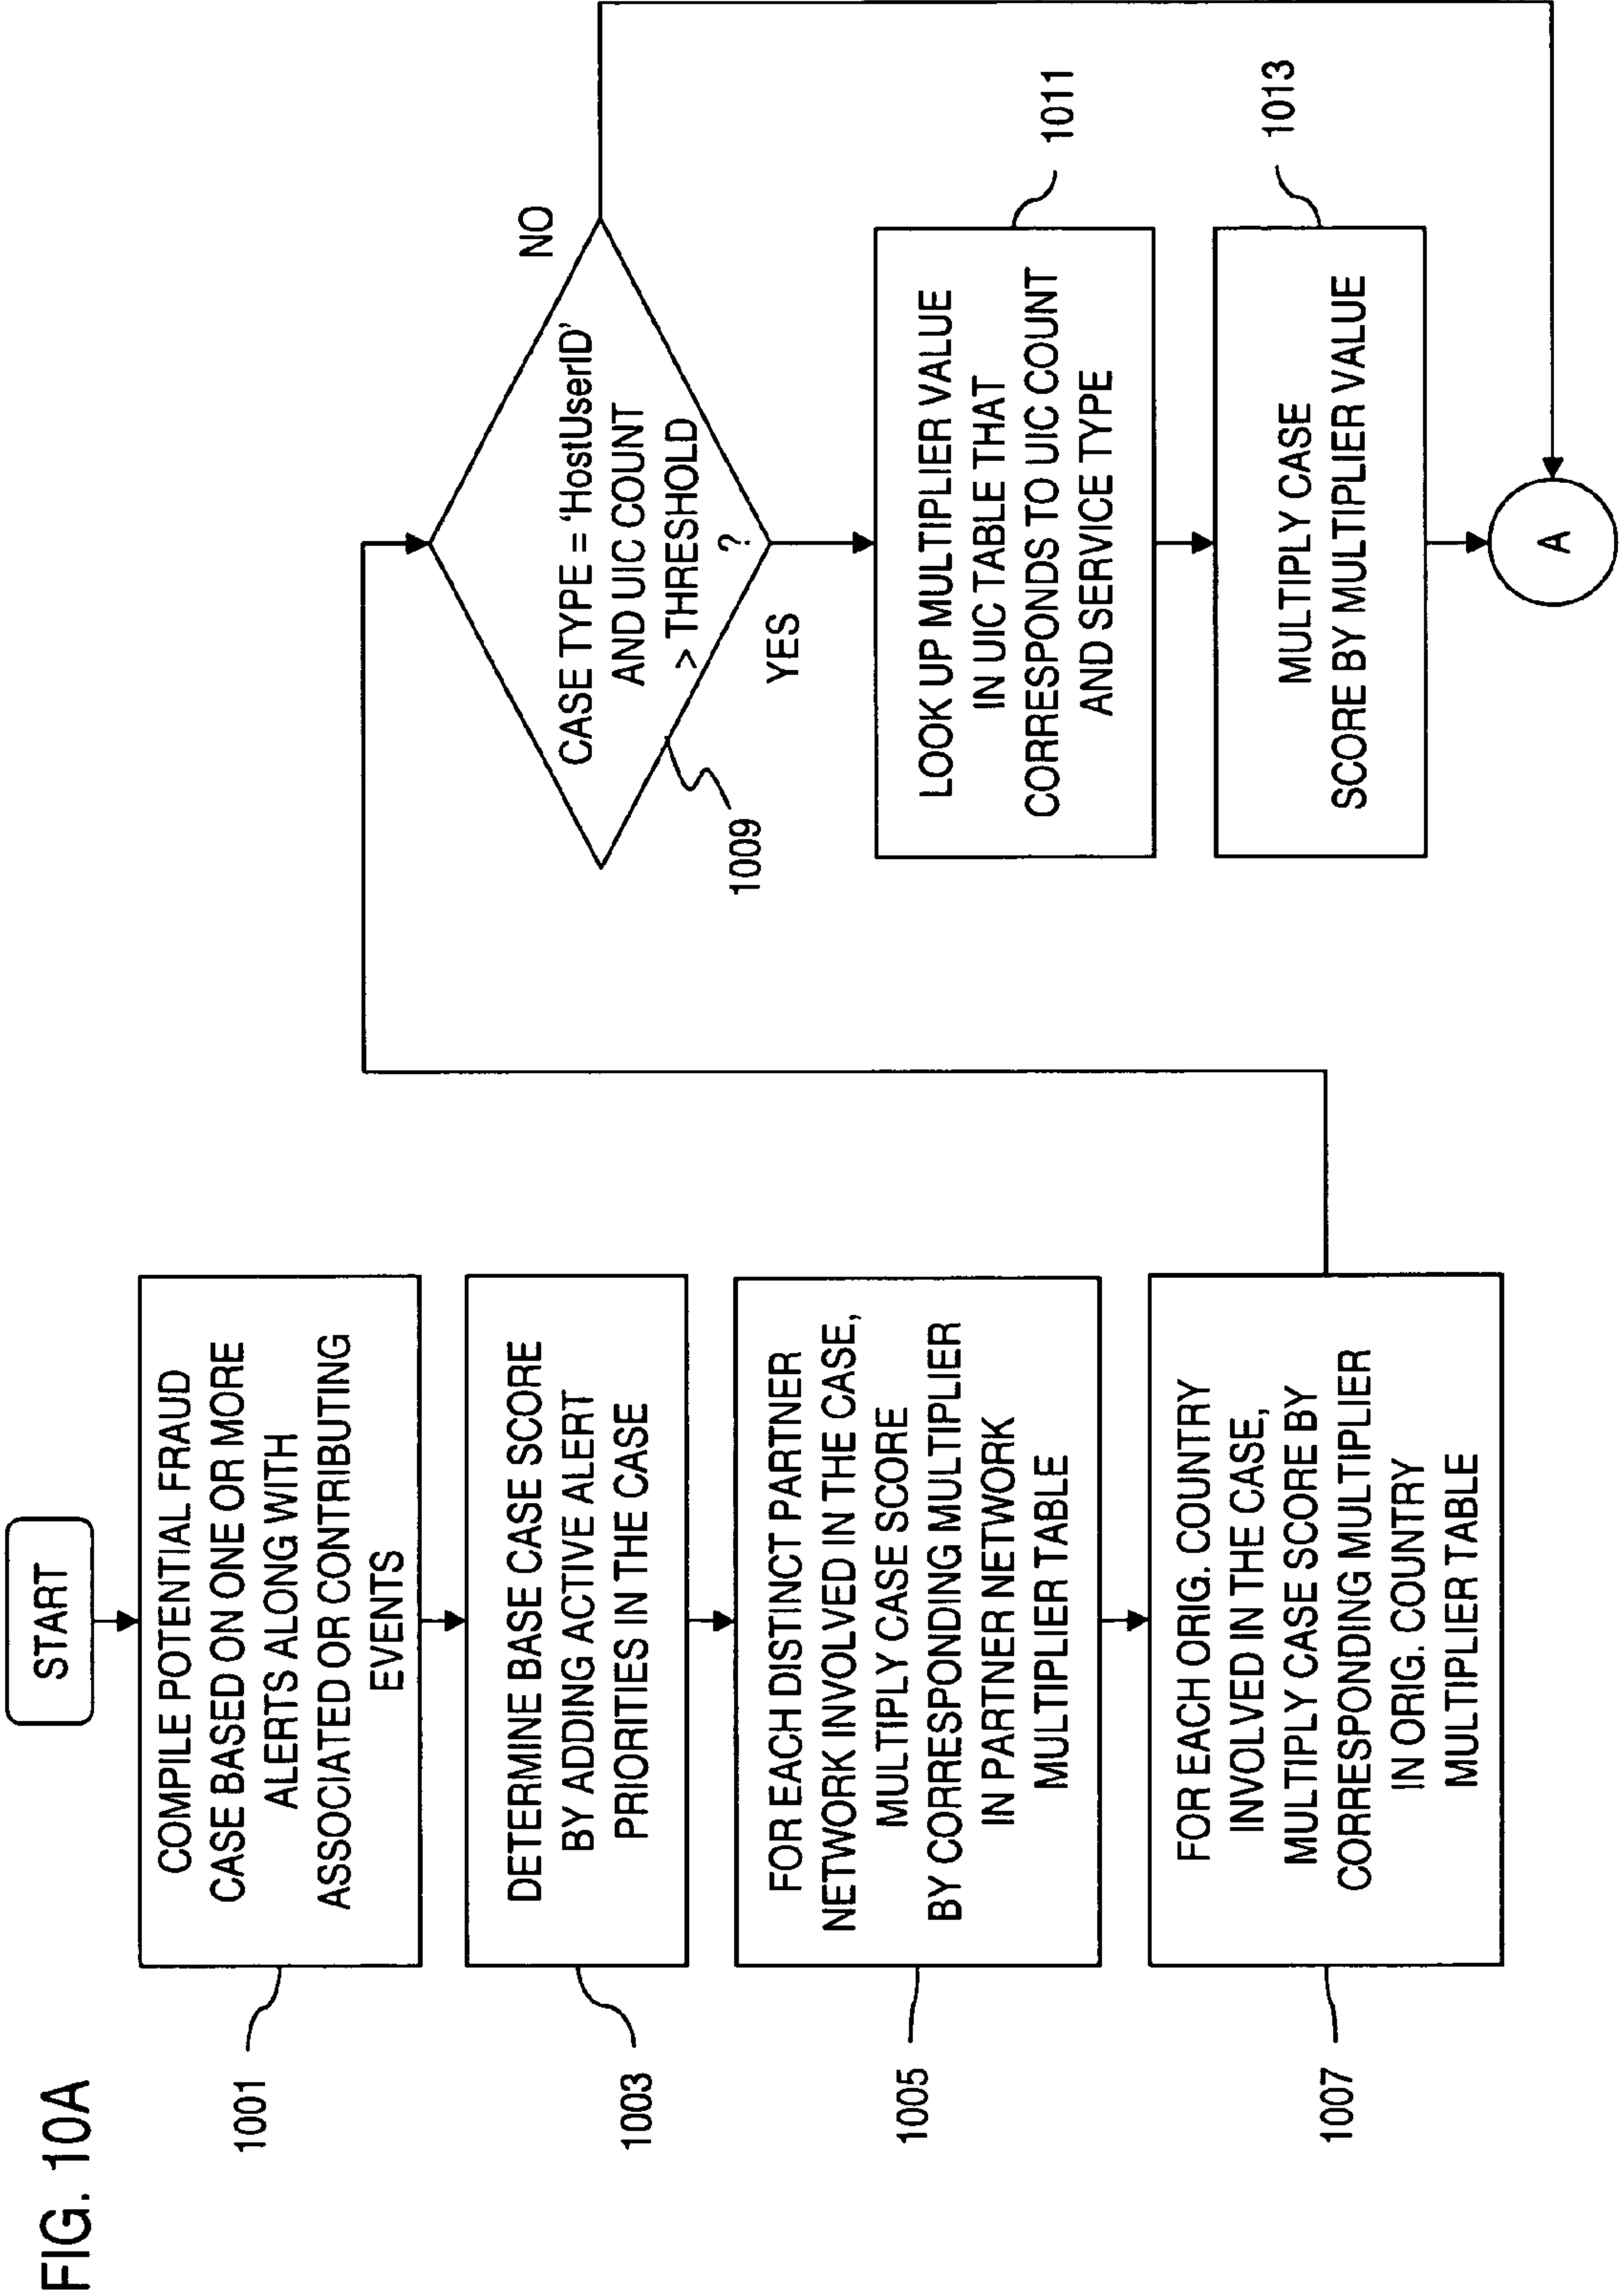 FIG. 10A
START
COMPILE POTENTIAL FRAUD
CASE BASED ON ONE OR MORE
ALERTS ALONG WITH
ASSOCIATED OR CONTRIBUTING
EVENTS
1001
DETERMINE BASE CASE SCORE
BY ADDING ACTIVE ALERT
PRIORITIES IN THE CASE
1003
FOR EACH DISTINCT PARTNER
NETWORK INVOLVED IN THE CASE,
MULTIPLY CASE SCORE
BY CORRESPONDING MULTIPLIER
IN PARTNER NETWORK
MULTIPLIER TABLE
1005
FOR EACH ORIG. COUNTRY
INVOLVED IN THE CASE,
MULTIPLY CASE SCORE BY
CORRESPONDING MULTIPLIER
IN ORIG. COUNTRY
MULTIPLIER TABLE
1007
CASE TYPE = 'HostUserID'
AND UIC COUNT
> THRESHOLD
?
NO
YES
1009
LOOK UP MULTIPLIER VALUE
IN UIC TABLE THAT
CORRESPONDS TO UIC COUNT
AND SERVICE TYPE
1011
MULTIPLY CASE
SCORE BY MULTIPLIER VALUE
1013
A